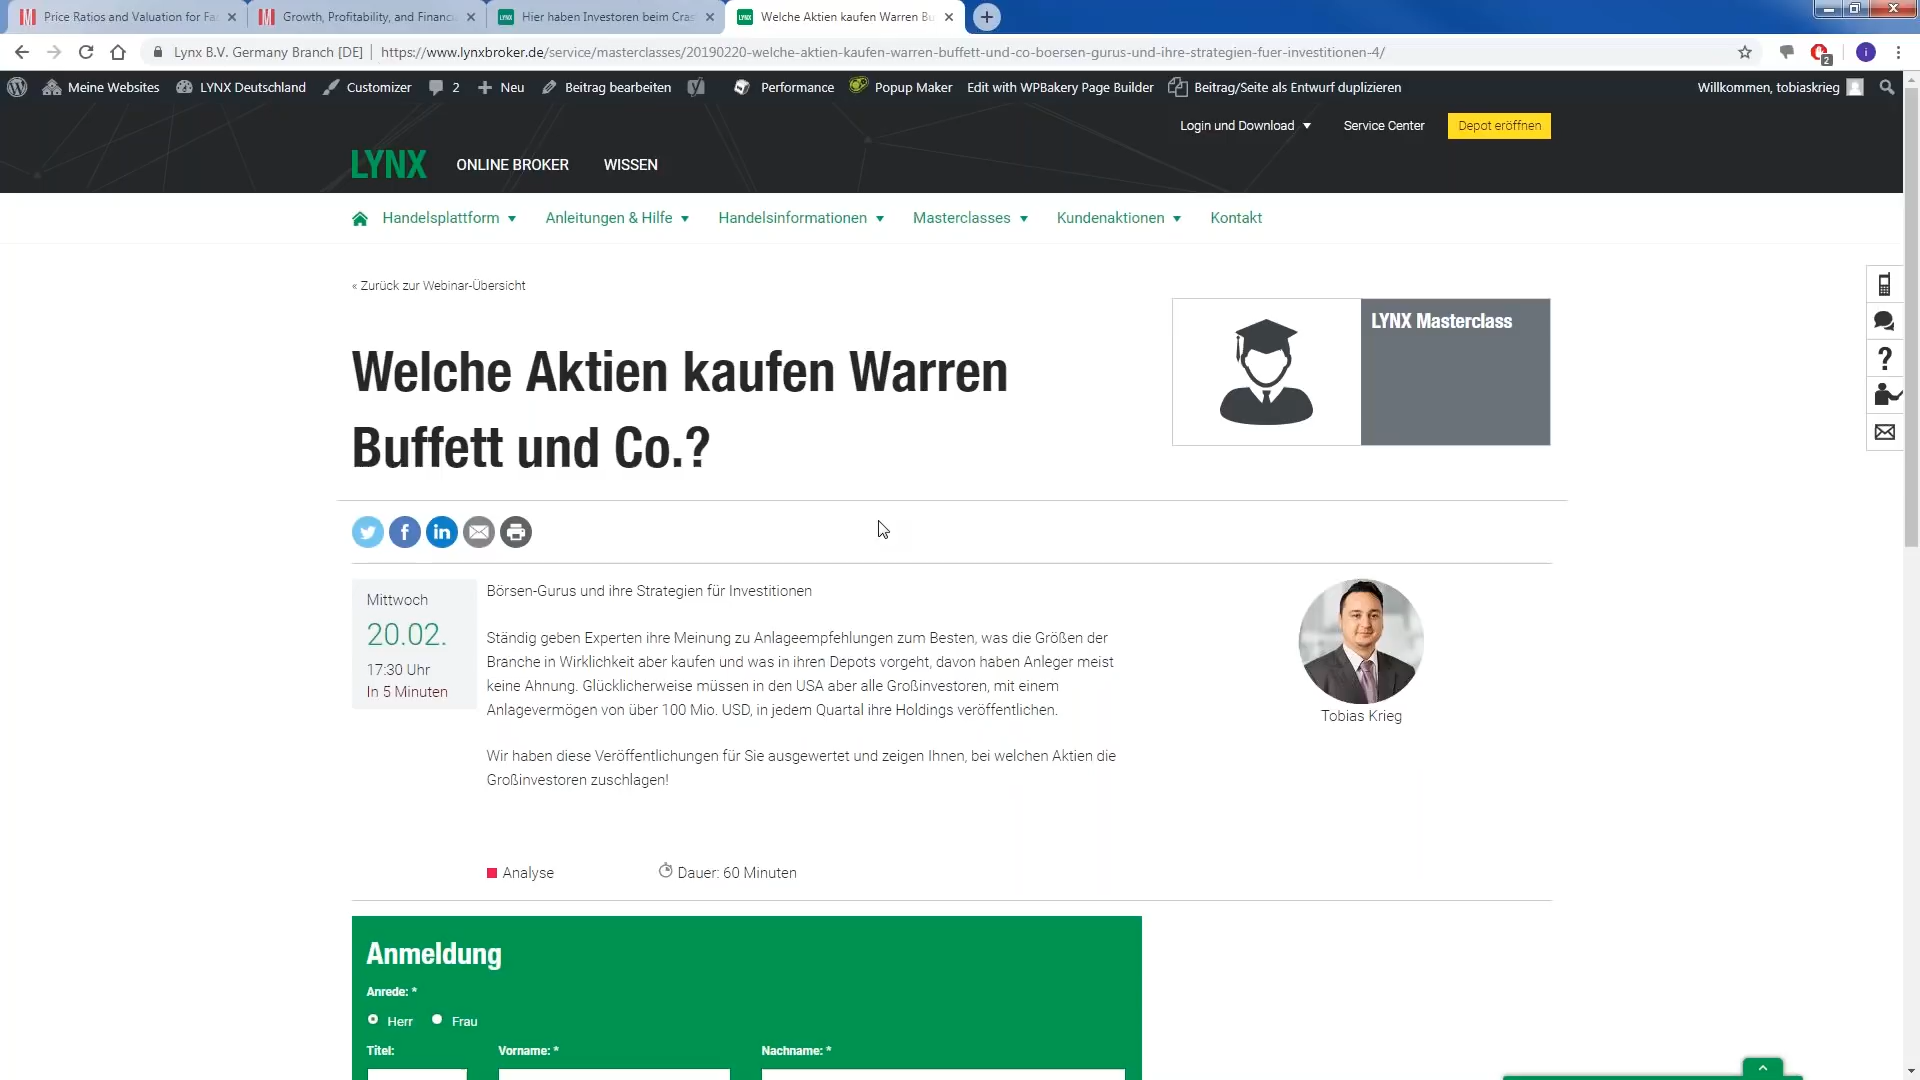 Price Ratios and Valuation for Fa
Growth, Profitability, and Financi
Hier haben Investoren beim Cras
Welche Aktien kaufen Warren Bu
Lynx B.V. Germany Branch [DE] | https://www.lynxbroker.de/service/masterclasses/20190220-welche-aktien-kaufen-warren-buffett-und-co-boersen-gurus-und-ihre-strategien-fuer-investitionen-4/
2
Meine Websites LYNX Deutschland Customizer 2 Neu Beitrag bearbeiten Performance Popup Maker Edit with WPBakery Page Builder Beitrag/Seite als Entwurf duplizieren Willkommen, tobiaskrieg
Login und Download Service Center Depot eröffnen
LYNX ONLINE BROKER WISSEN
Handelsplattform Anleitungen & Hilfe Handelsinformationen Masterclasses Kundenaktionen Kontakt
« Zurück zur Webinar-Übersicht
LYNX Masterclass
Welche Aktien kaufen Warren
Buffett und Co.?
Mittwoch
20.02.
17:30 Uhr
In 5 Minuten
Börsen-Gurus und ihre Strategien für Investitionen
Ständig geben Experten ihre Meinung zu Anlageempfehlungen zum Besten, was die Größen der
Branche in Wirklichkeit aber kaufen und was in ihren Depots vorgeht, davon haben Anleger meist
keine Ahnung. Glücklicherweise müssen in den USA aber alle Großinvestoren, mit einem
Anlagevermögen von über 100 Mio. USD, in jedem Quartal ihre Holdings veröffentlichen.
Wir haben diese Veröffentlichungen für Sie ausgewertet und zeigen Ihnen, bei welchen Aktien die
Großinvestoren zuschlagen!
Tobias Krieg
Analyse Dauer: 60 Minuten
Anmeldung
Anrede: *
Herr Frau
Titel: Vorname: * Nachname: *